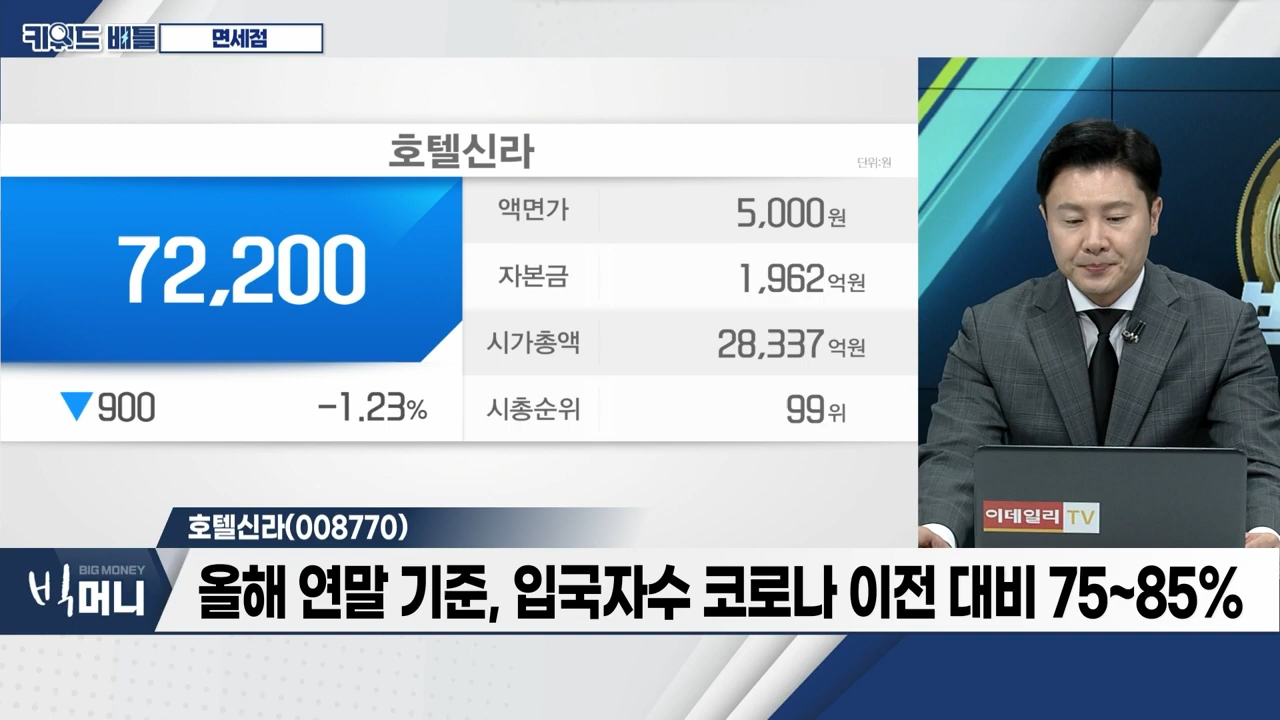 키워드 배틀 면세점
호텔신라
단위:원
72,200
▼900 -1.23%
액면가 5,000원
자본금 1,962억원
시가총액 28,337억원
시총순위 99위
이데일리TV
호텔신라(008770)
BIG MONEY
빅머니
올해 연말 기준, 입국자수 코로나 이전 대비 75~85%